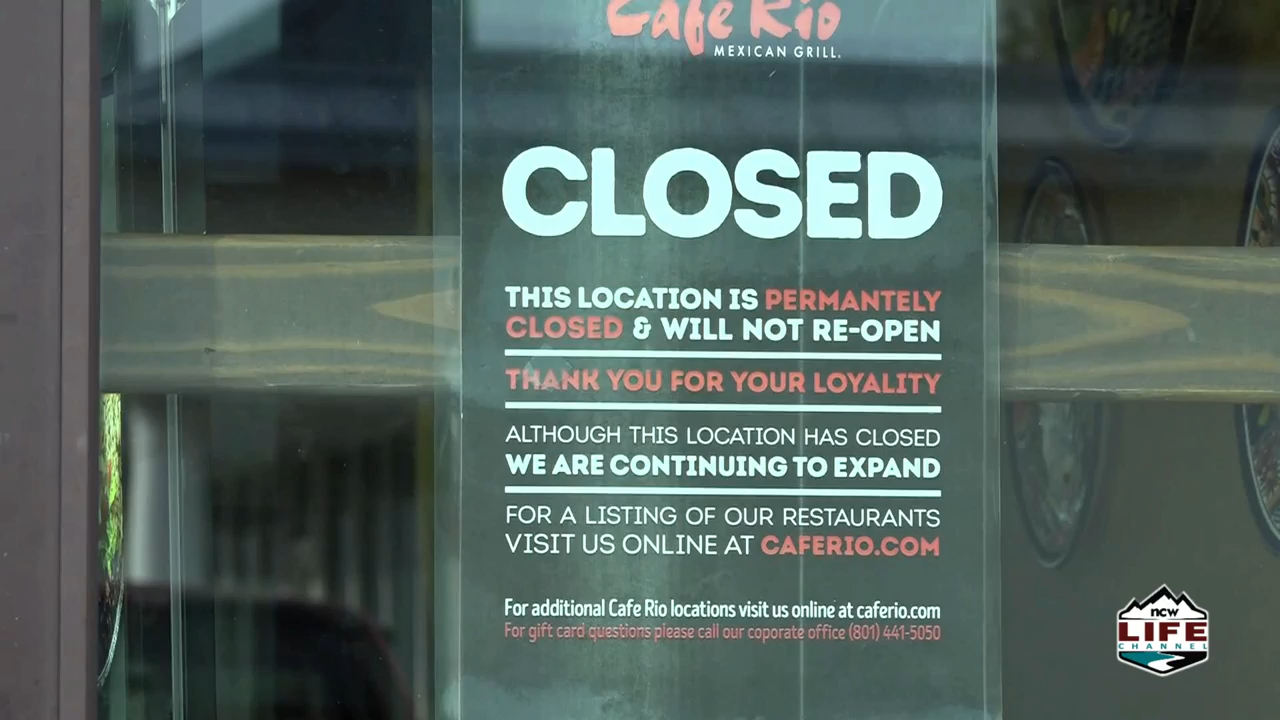 Cafe Rio
MEXICAN GRILL.
CLOSED
THIS LOCATION IS PERMANTELY
CLOSED & WILL NOT RE-OPEN
THANK YOU FOR YOUR LOYALITY
ALTHOUGH THIS LOCATION HAS CLOSED
WE ARE CONTINUING TO EXPAND
FOR A LISTING OF OUR RESTAURANTS
VISIT US ONLINE AT CAFERIO.COM
For additional Cafe Rio locations visit us online at caferio.com
For gift card questions please call our coporate office (801) 441-5050
ncw
LIFE
CHANNEL